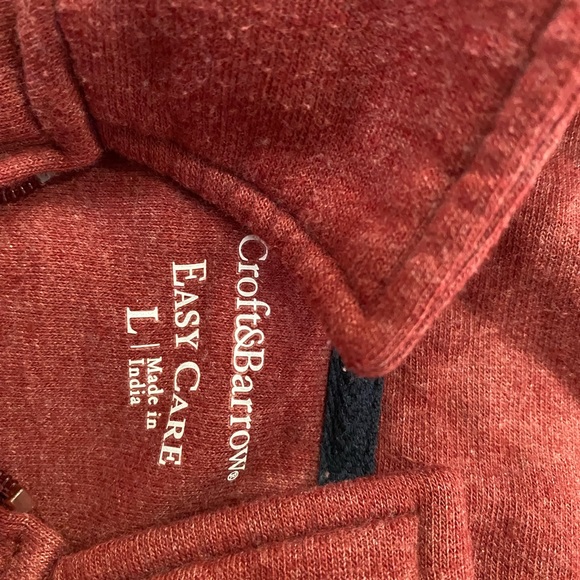 Croft&Barrow®
EASY CARE
L | Made in
India